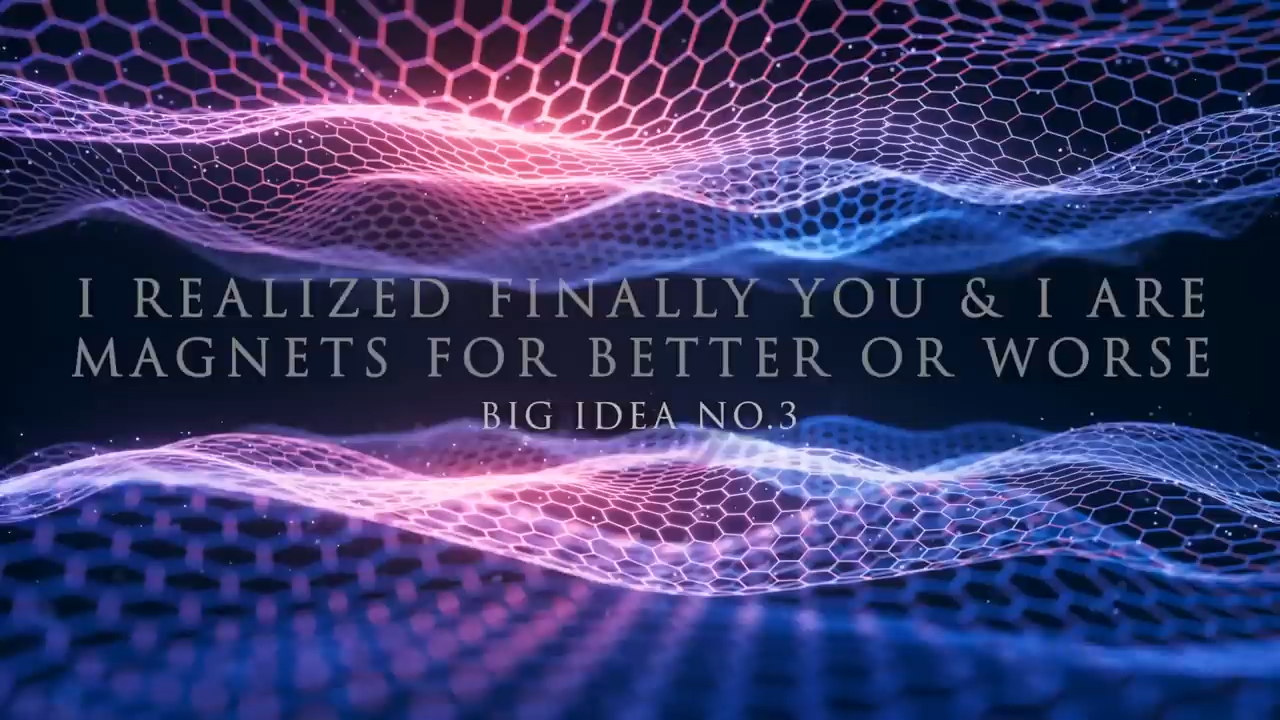 I REALIZED FINALLY YOU & I ARE
MAGNETS FOR BETTER OR WORSE
BIG IDEA NO.3